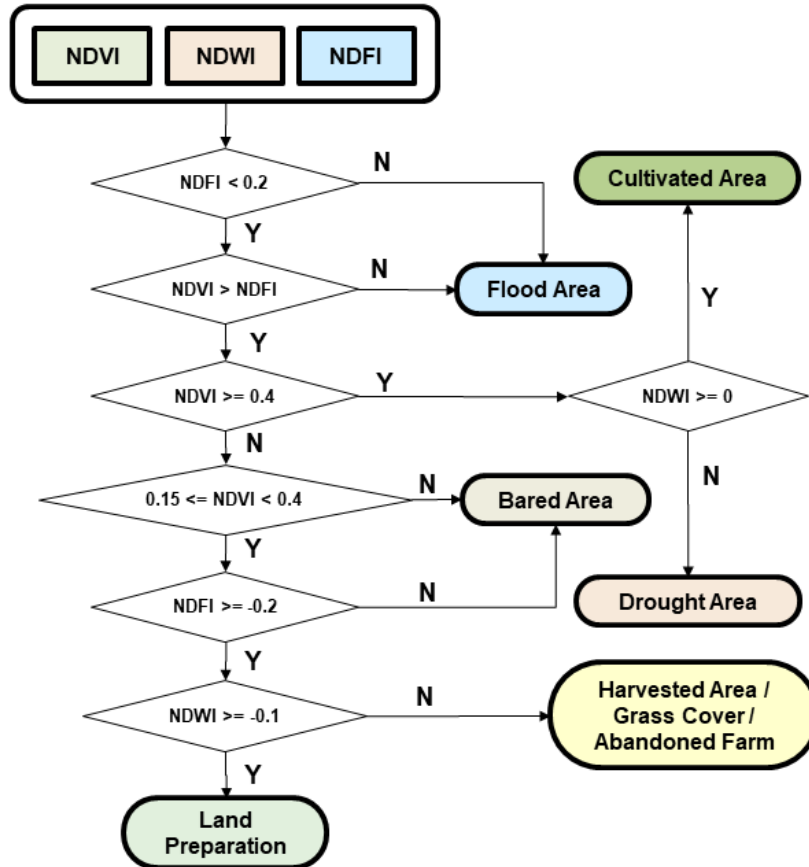 NDVI NDWI NDFI
NDFI < 0.2
N
Cultivated Area
Y
NDVI > NDFI
N
Flood Area
Y
Y
NDVI >= 0.4
Y
NDWI >= 0
N
N
0.15 <= NDVI < 0.4
N
Bared Area
Y
NDFI >= -0.2
N
Drought Area
Y
NDWI >= -0.1
N
Harvested Area /
Grass Cover /
Abandoned Farm
Y
Land
Preparation